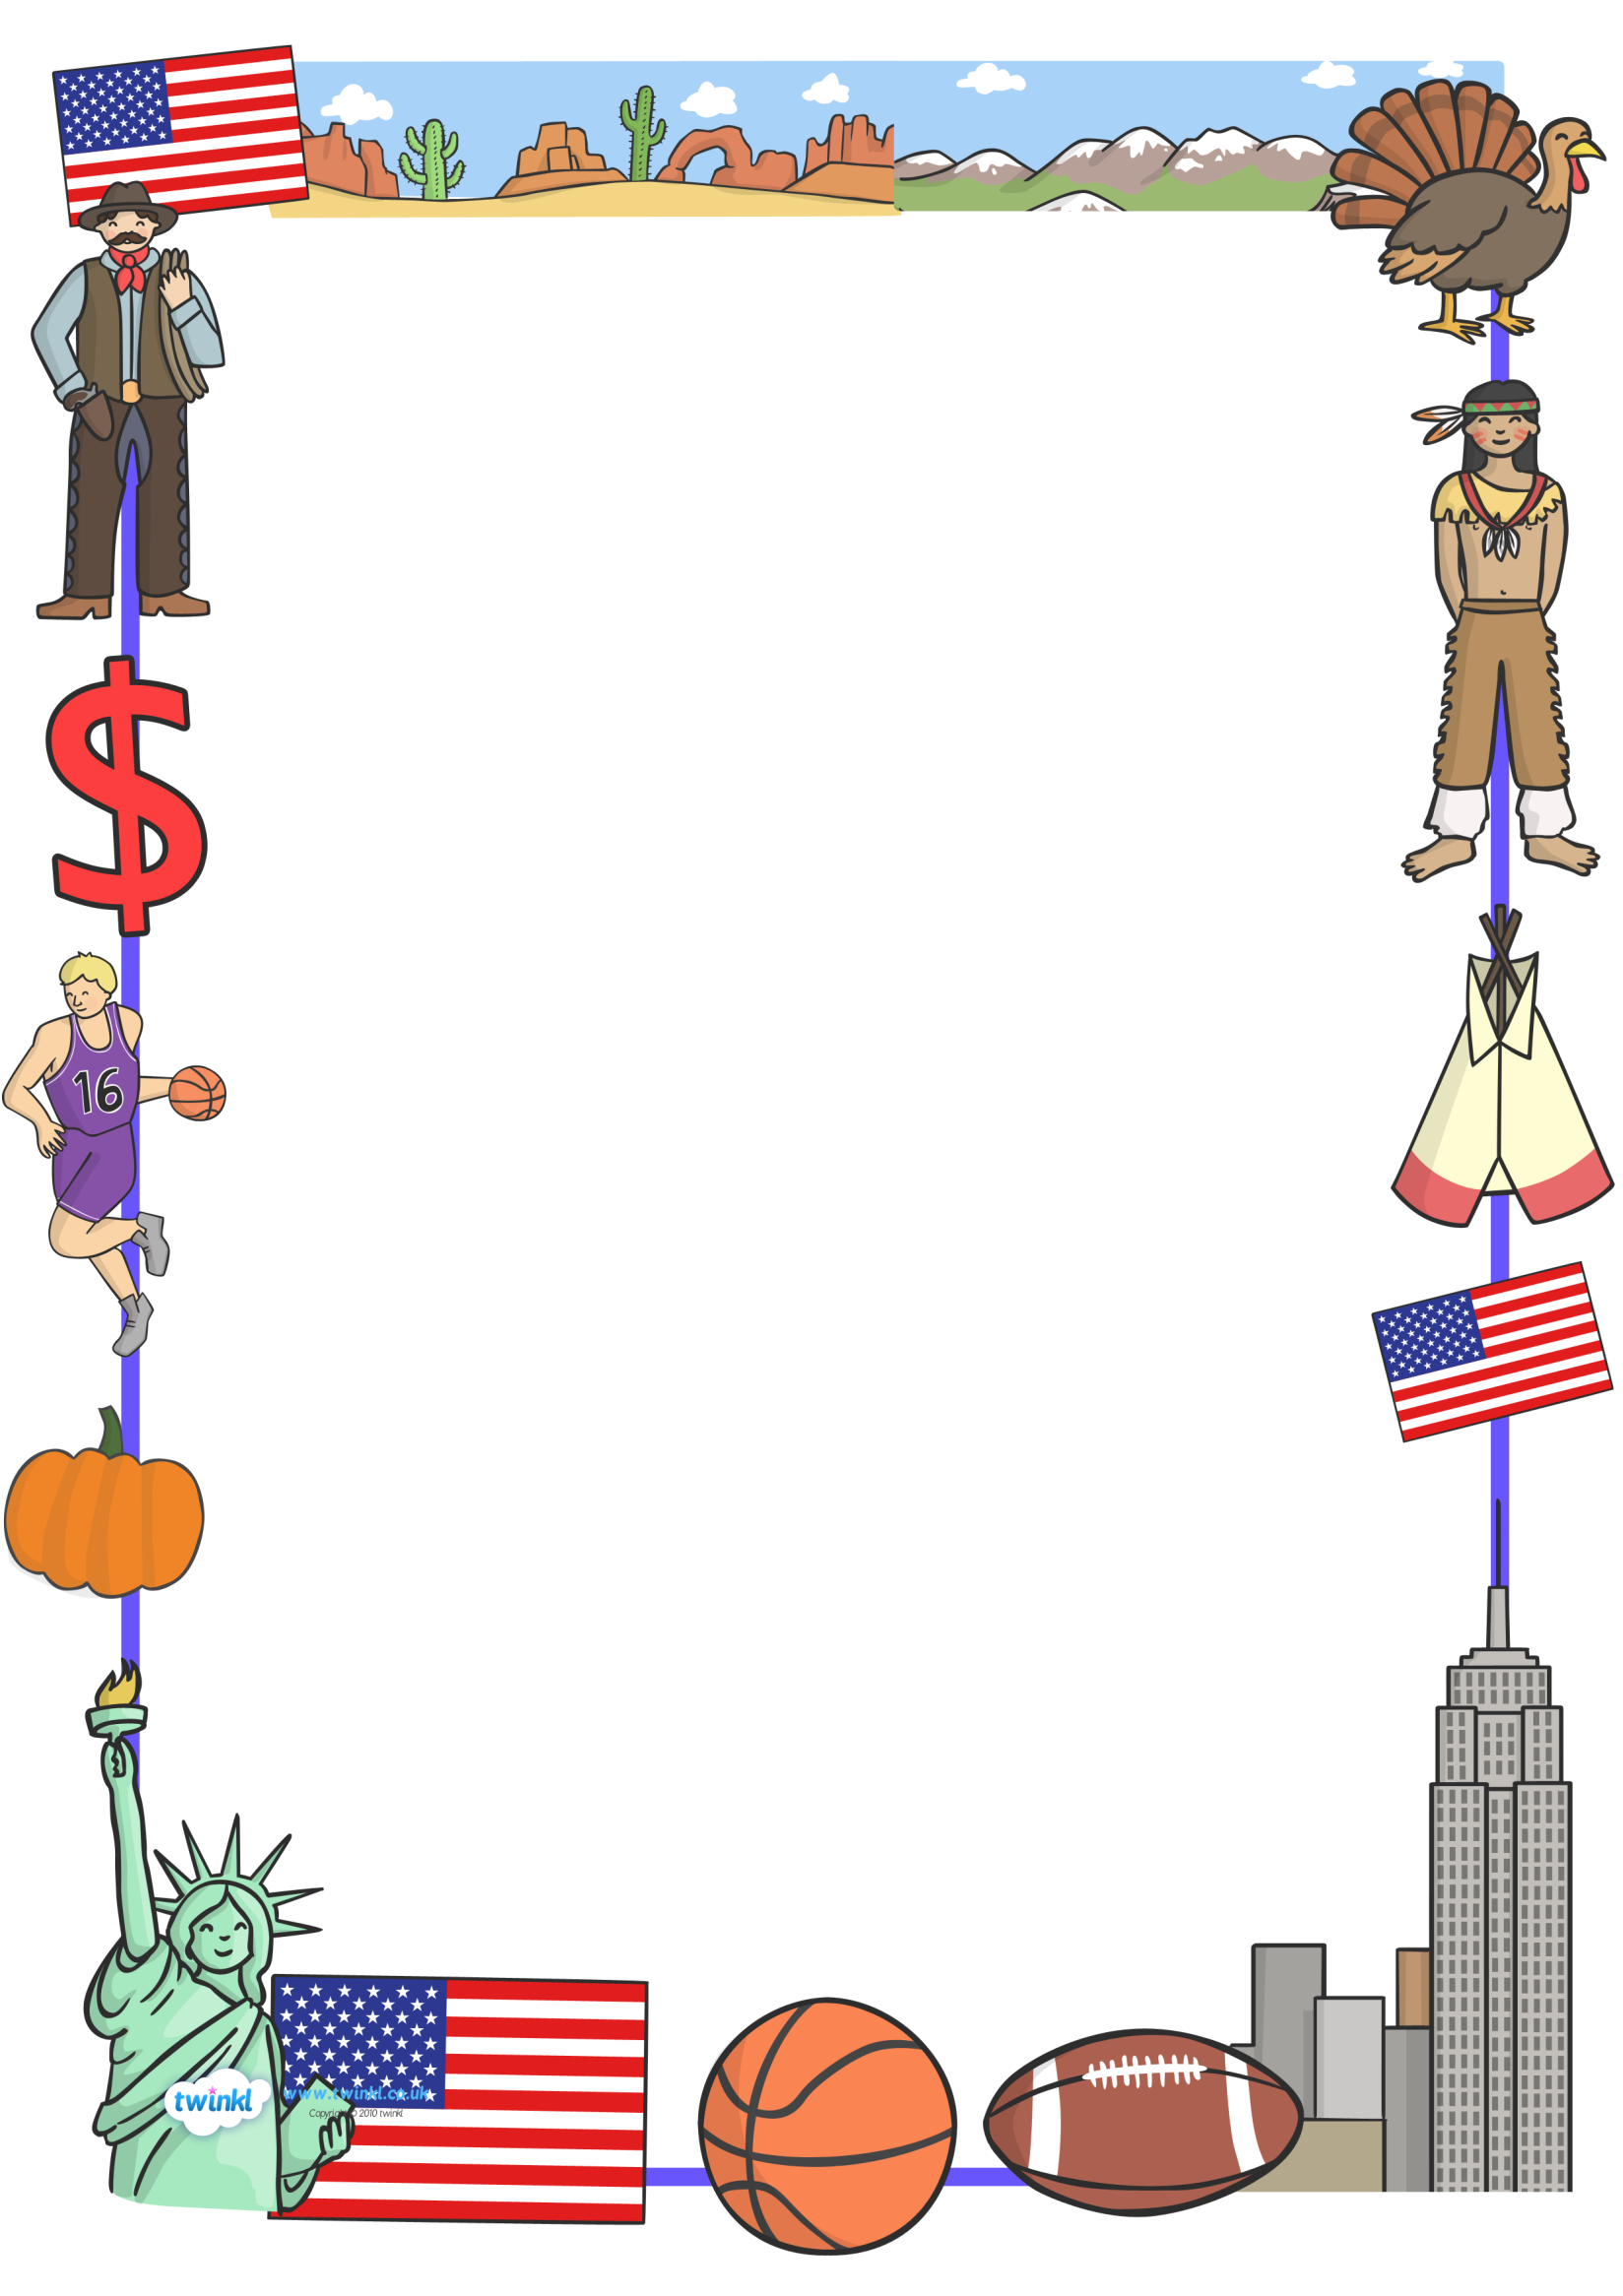 $
16
twinkl
www.twinkl.co.uk
Copyright © 2010 twinkl